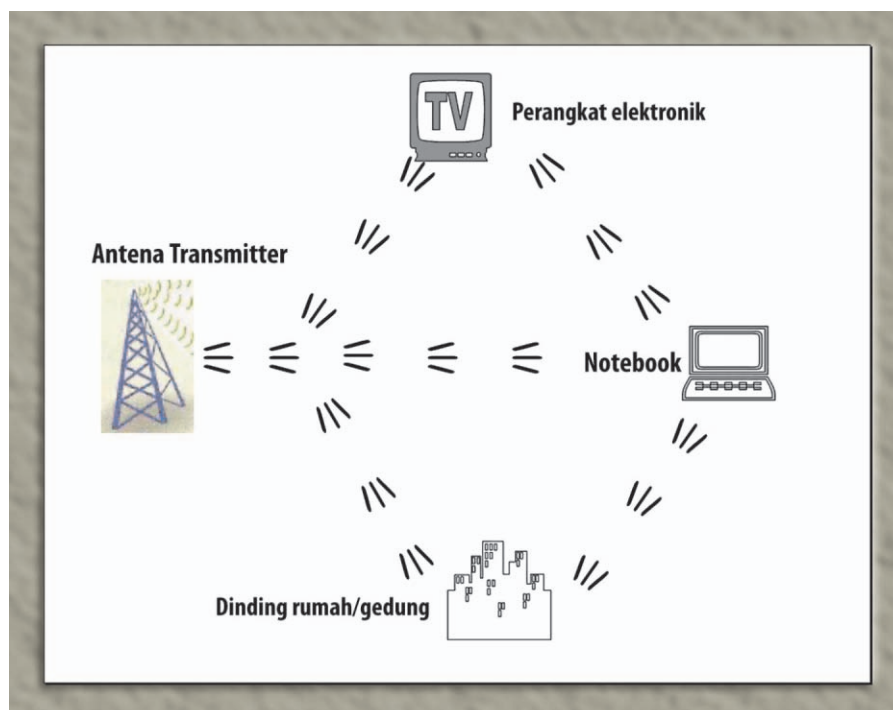 TV
Perangkat elektronik
Antena Transmitter
Notebook
Dinding rumah/gedung